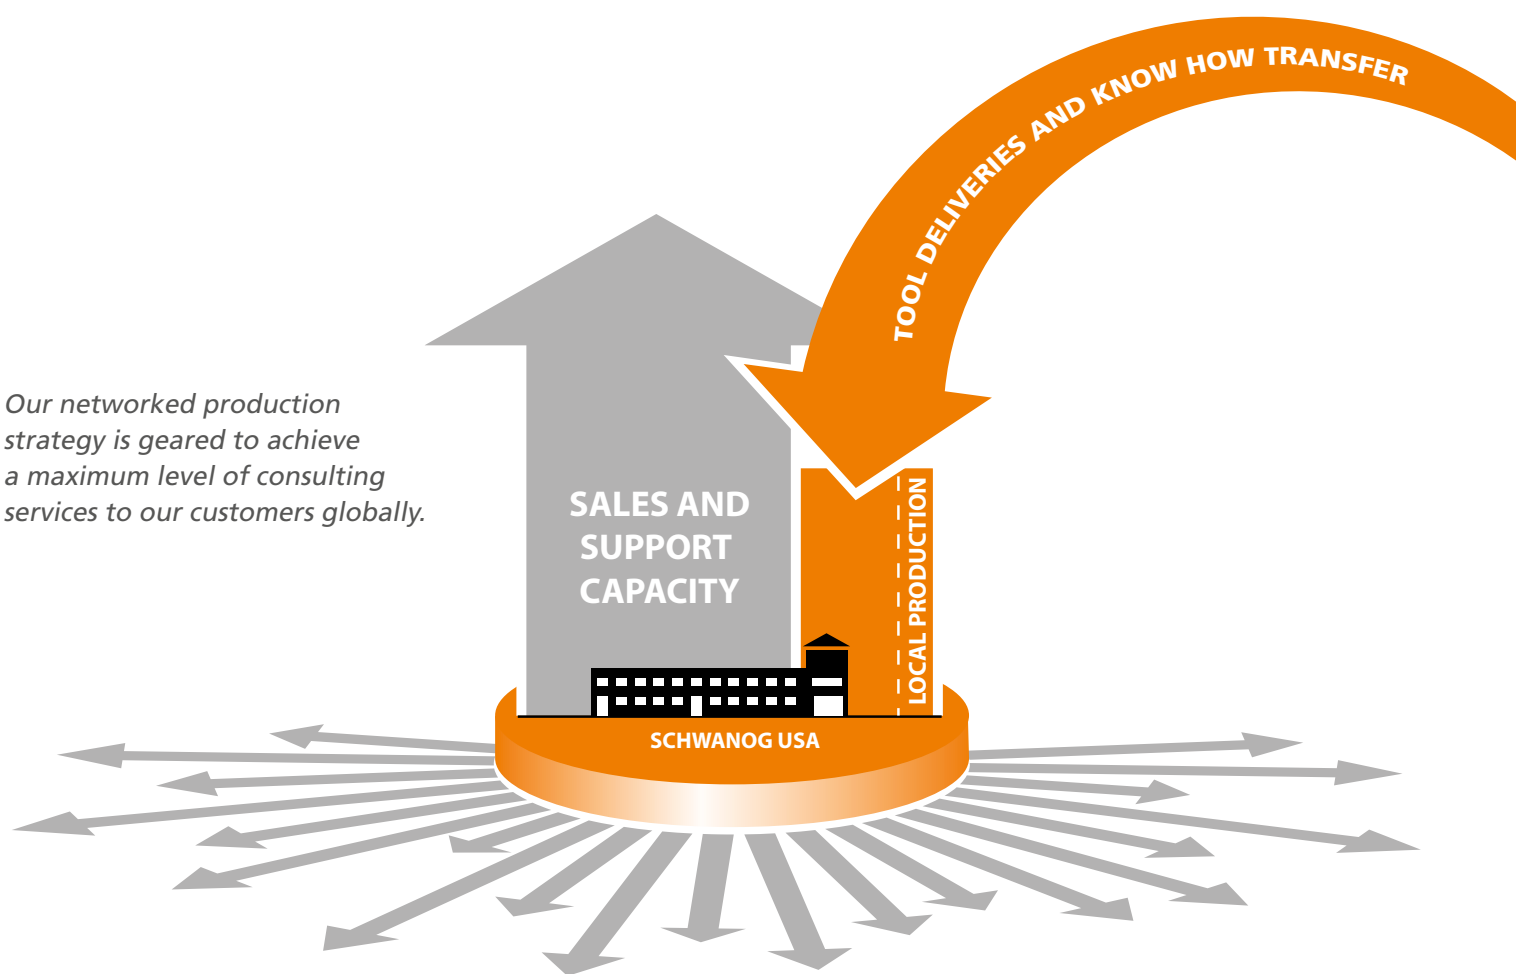 TOOL DELIVERIES AND KNOW HOW TRANSFER
Our networked production
strategy is geared to achieve
a maximum level of consulting
services to our customers globally.
SALES AND
SUPPORT
CAPACITY
LOCAL PRODUCTION
SCHWANOG USA